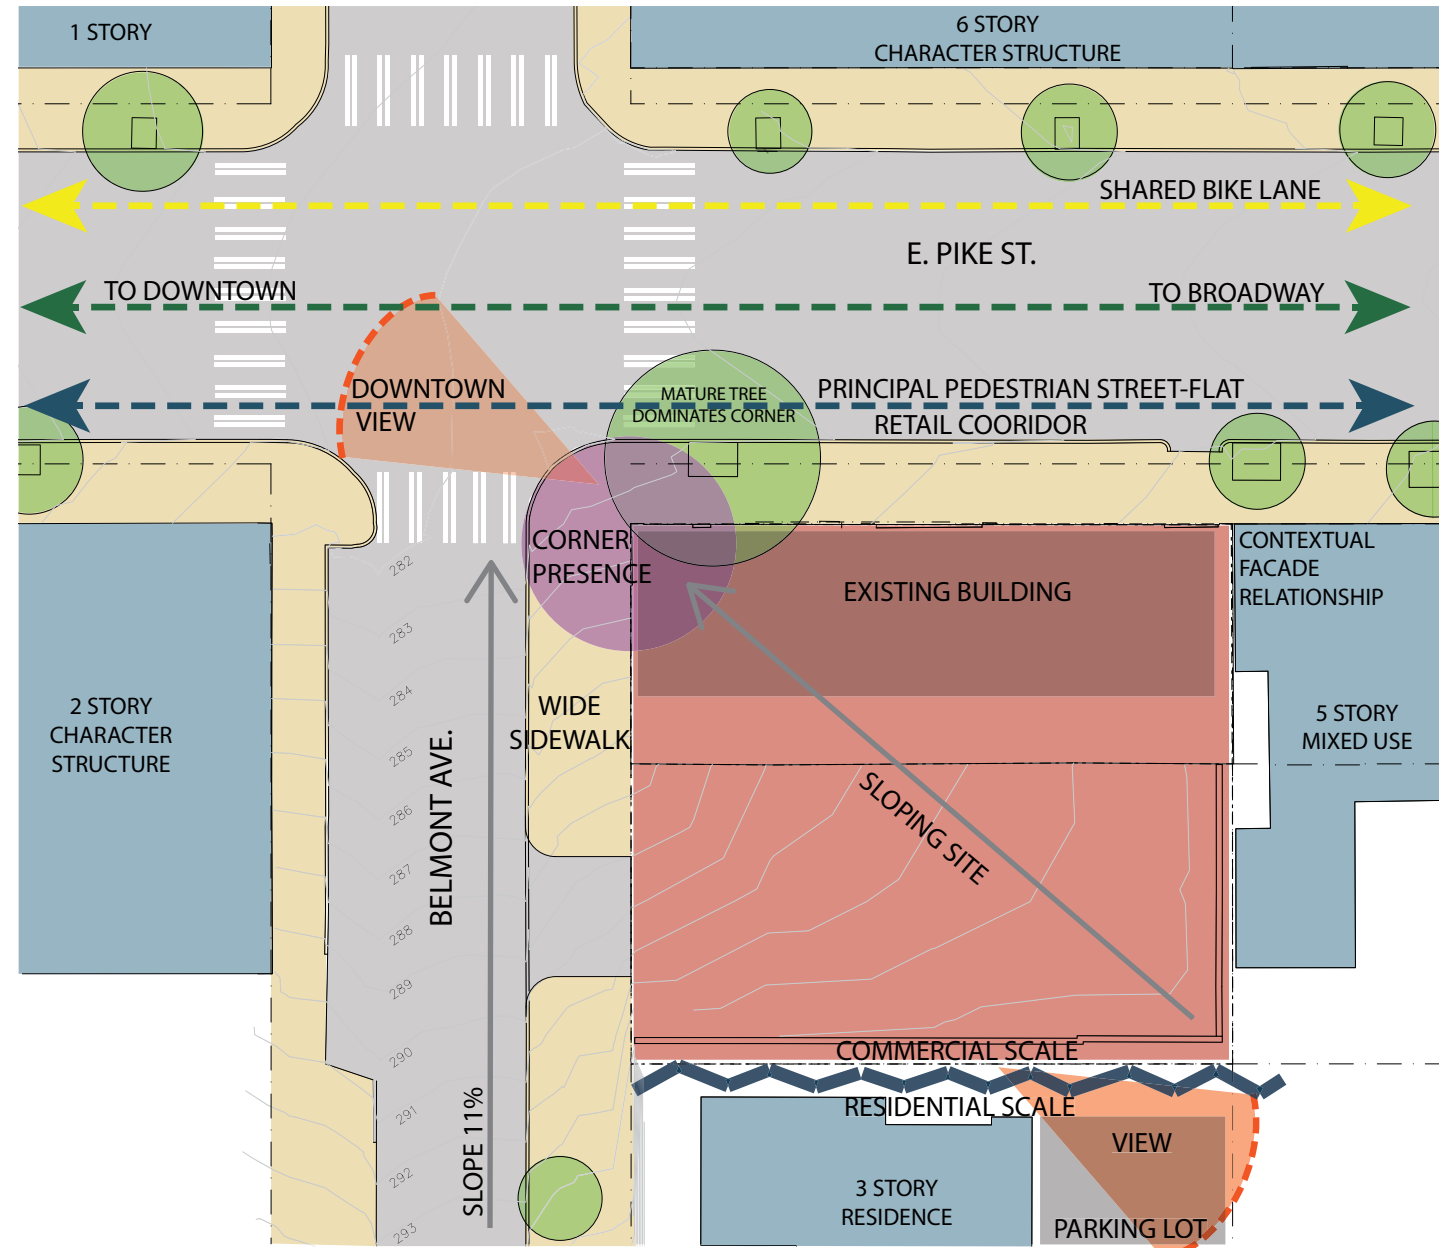 1 STORY
6 STORY
CHARACTER STRUCTURE
SHARED BIKE LANE
E. PIKE ST.
TO DOWNTOWN
TO BROADWAY
DOWNTOWN
VIEW
MATURE TREE
DOMINATES CORNER
PRINCIPAL PEDESTRIAN STREET-FLAT
RETAIL COORIDOR
CORNER
PRESENCE
EXISTING BUILDING
CONTEXTUAL
FACADE
RELATIONSHIP
282
283
284
285
286
287
288
289
290
291
292
293
2 STORY
CHARACTER
STRUCTURE
WIDE
SIDEWALK
BELMONT AVE.
SLOPE 11%
SLOPING SITE
5 STORY
MIXED USE
COMMERCIAL SCALE
RESIDENTIAL SCALE
VIEW
3 STORY
RESIDENCE
PARKING LOT